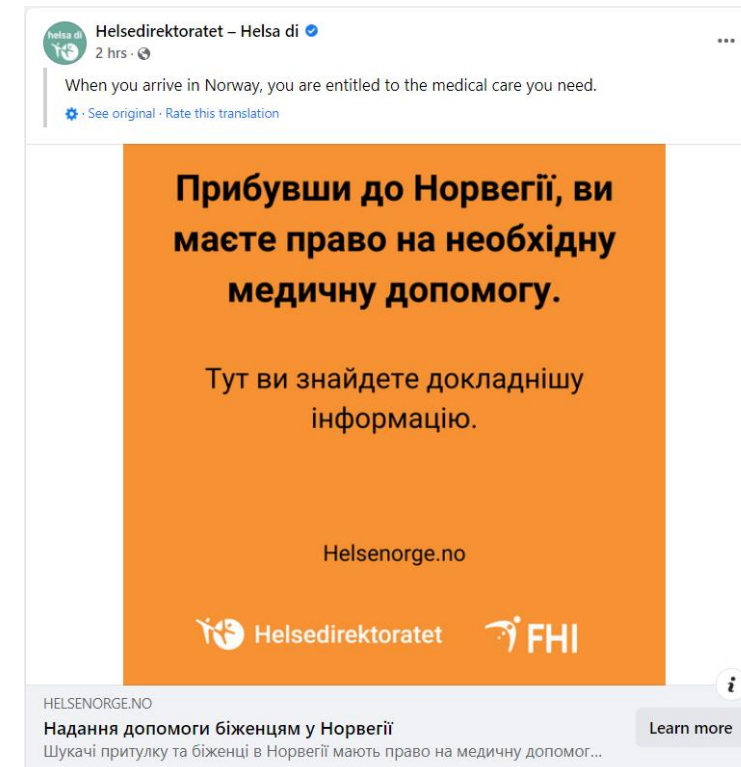 helsa di
Helsedirektoratet – Helsa di
2 hrs ·
When you arrive in Norway, you are entitled to the medical care you need.
· See original · Rate this translation
Прибувши до Норвегії, ви
маєте право на необхідну
медичну допомогу.
Тут ви знайдете докладнішу
інформацію.
Helsenorge.no
Helsedirektoratet
FHI
i
HELSENORGE.NO
Надання допомоги біженцям у Норвегії
Learn more
Шукачі притулку та біженці в Норвегії мають право на медичну допомог...